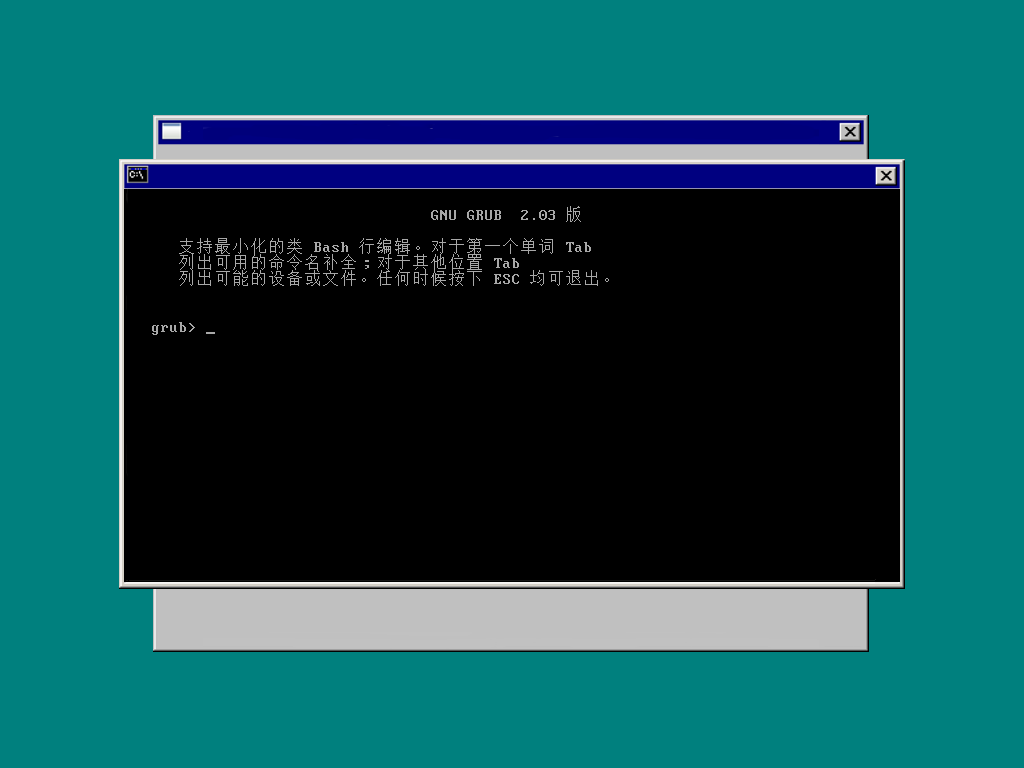 C:\
GNU GRUB  2.03 版
支持最小化的类 Bash 行编辑。对于第一个单词 Tab
列出可用的命令名补全；对于其他位置 Tab
列出可能的设备或文件。任何时候按下 ESC 均可退出。
grub> _